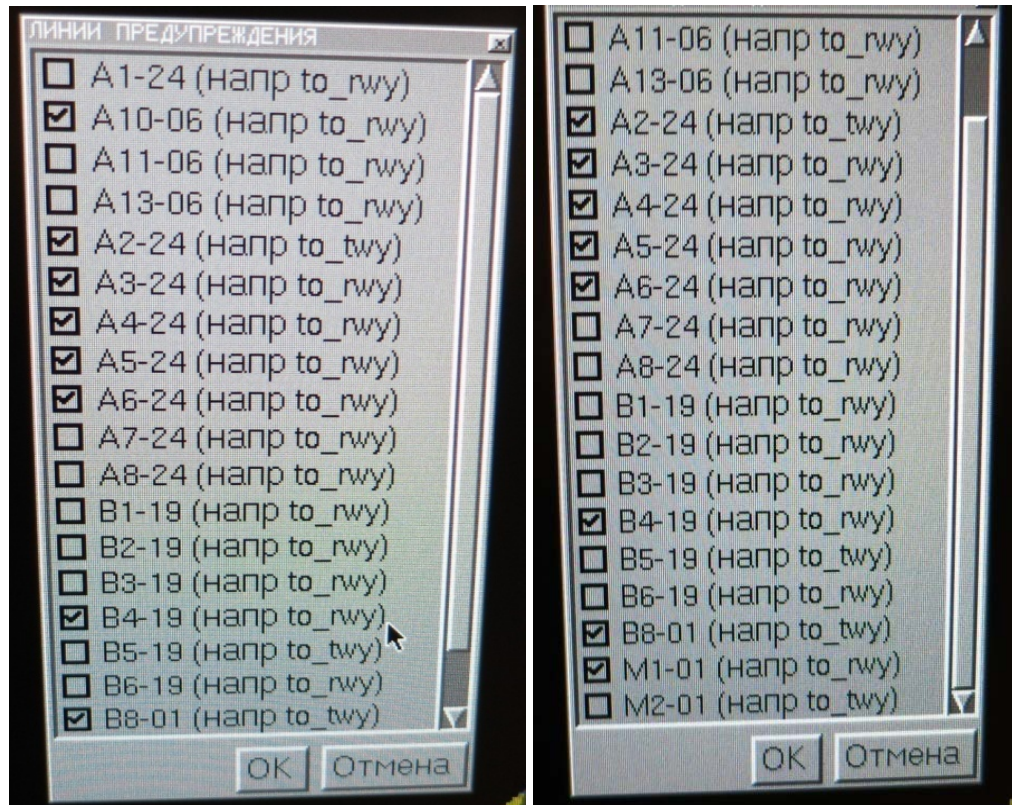 ЛИНИИ ПРЕДУПРЕЖДЕНИЯ
A1-24 (напр to_rwy)
A10-06 (напр to_rwy)
A11-06 (напр to_rwy)
A13-06 (напр to_rwy)
A2-24 (напр to_twy)
A3-24 (напр to_rwy)
A4-24 (напр to_rwy)
A5-24 (напр to_rwy)
A6-24 (напр to_rwy)
A7-24 (напр to_rwy)
A8-24 (напр to_rwy)
B1-19 (напр to_rwy)
B2-19 (напр to_rwy)
B3-19 (напр to_rwy)
B4-19 (напр to_rwy)
B5-19 (напр to_twy)
B6-19 (напр to_rwy)
B8-01 (напр to_twy)
OK Отмена
A11-06 (напр to_rwy)
A13-06 (напр to_rwy)
A2-24 (напр to_twy)
A3-24 (напр to_rwy)
A4-24 (напр to_rwy)
A5-24 (напр to_rwy)
A6-24 (напр to_rwy)
A7-24 (напр to_rwy)
A8-24 (напр to_rwy)
B1-19 (напр to_rwy)
B2-19 (напр to_rwy)
B3-19 (напр to_rwy)
B4-19 (напр to_rwy)
B5-19 (напр to_twy)
B6-19 (напр to_rwy)
B8-01 (напр to_twy)
M1-01 (напр to_rwy)
M2-01 (напр to_twy)
OK Отмена